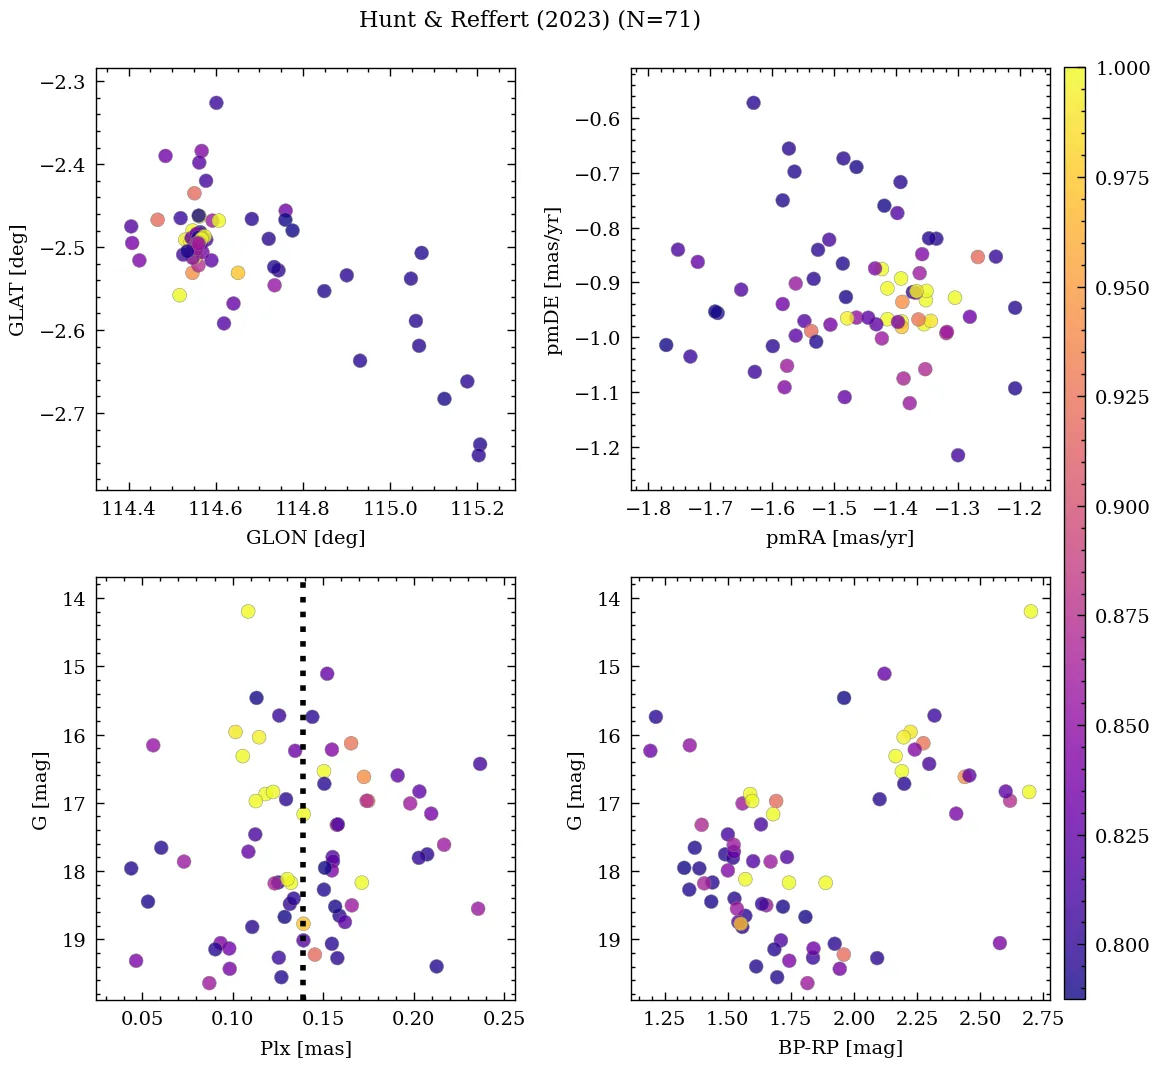 Hunt & Reffert (2023) (N=71)
−2.3
−2.4
−2.5
−2.6
−2.7
GLAT [deg]
114.4 114.6 114.8 115.0 115.2
GLON [deg]
−0.6
−0.7
−0.8
−0.9
−1.0
−1.1
−1.2
pmDE [mas/yr]
−1.8 −1.7 −1.6 −1.5 −1.4 −1.3 −1.2
pmRA [mas/yr]
1.000
0.975
0.950
0.925
0.900
0.875
0.850
0.825
0.800
14
15
16
17
18
19
G [mag]
0.05 0.10 0.15 0.20 0.25
Plx [mas]
14
15
16
17
18
19
G [mag]
1.25 1.50 1.75 2.00 2.25 2.50 2.75
BP-RP [mag]